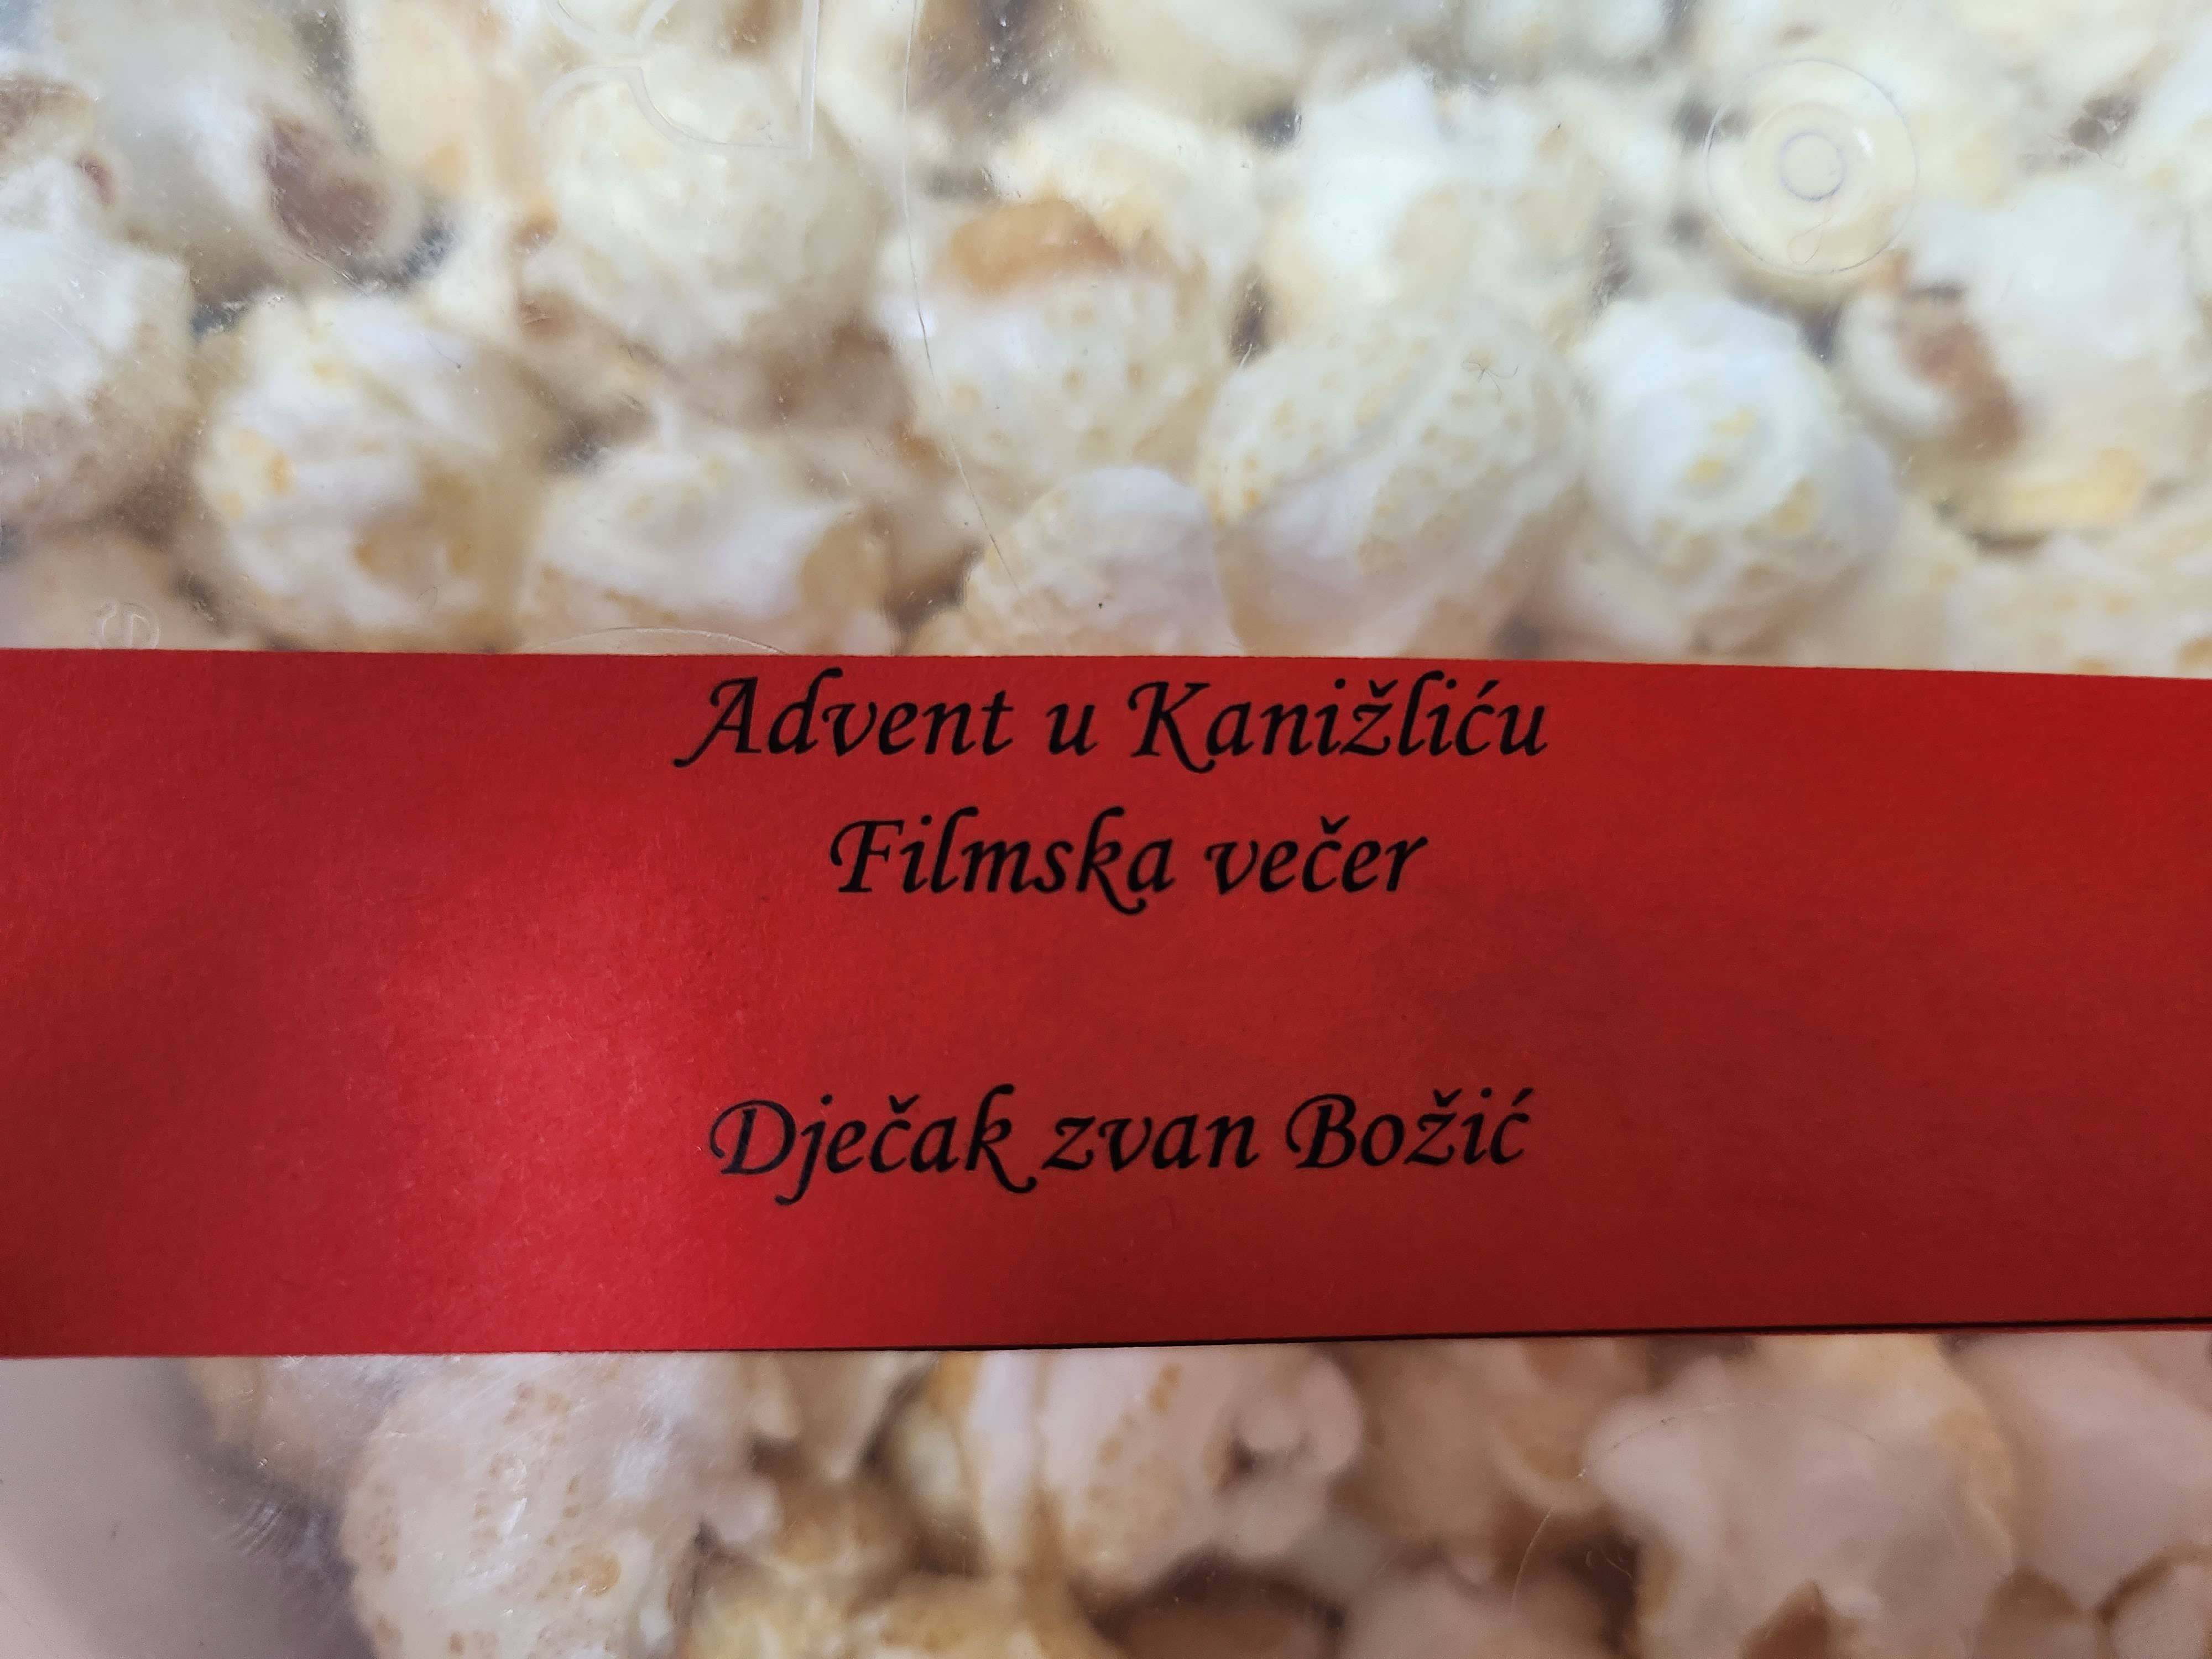 Advent u Kanižliću
Filmska večer
Dječak zvan Božić